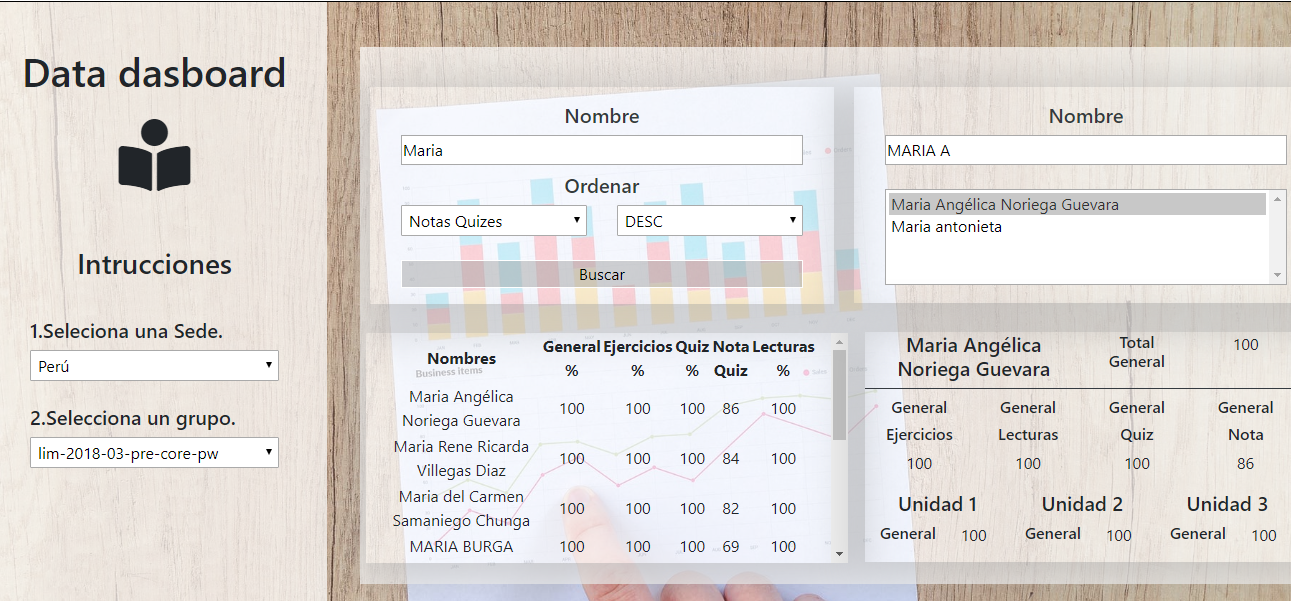 Data dasboard
Intrucciones
1.Seleciona una Sede.
Perú
2.Selecciona un grupo.
lim-2018-03-pre-core-pw
Nombre
Maria
Ordenar
Notas Quizes
DESC
Buscar
Nombre
MARIA A
Maria Angélica Noriega Guevara
Maria antonieta
Nombres General % Ejercicios % Quiz % Nota Quiz Lecturas %
Business items
Maria Angélica Noriega Guevara 100 100 100 86 100
Maria Rene Ricarda Villegas Diaz 100 100 100 84 100
Maria del Carmen Samaniego Chunga 100 100 100 82 100
MARIA BURGA 100 100 100 69 100
Maria Angélica Noriega Guevara
Total General
100
General Ejercicios 100
General Lecturas 100
General Quiz 100
General Nota 86
Unidad 1
General 100
Unidad 2
General 100
Unidad 3
General 100